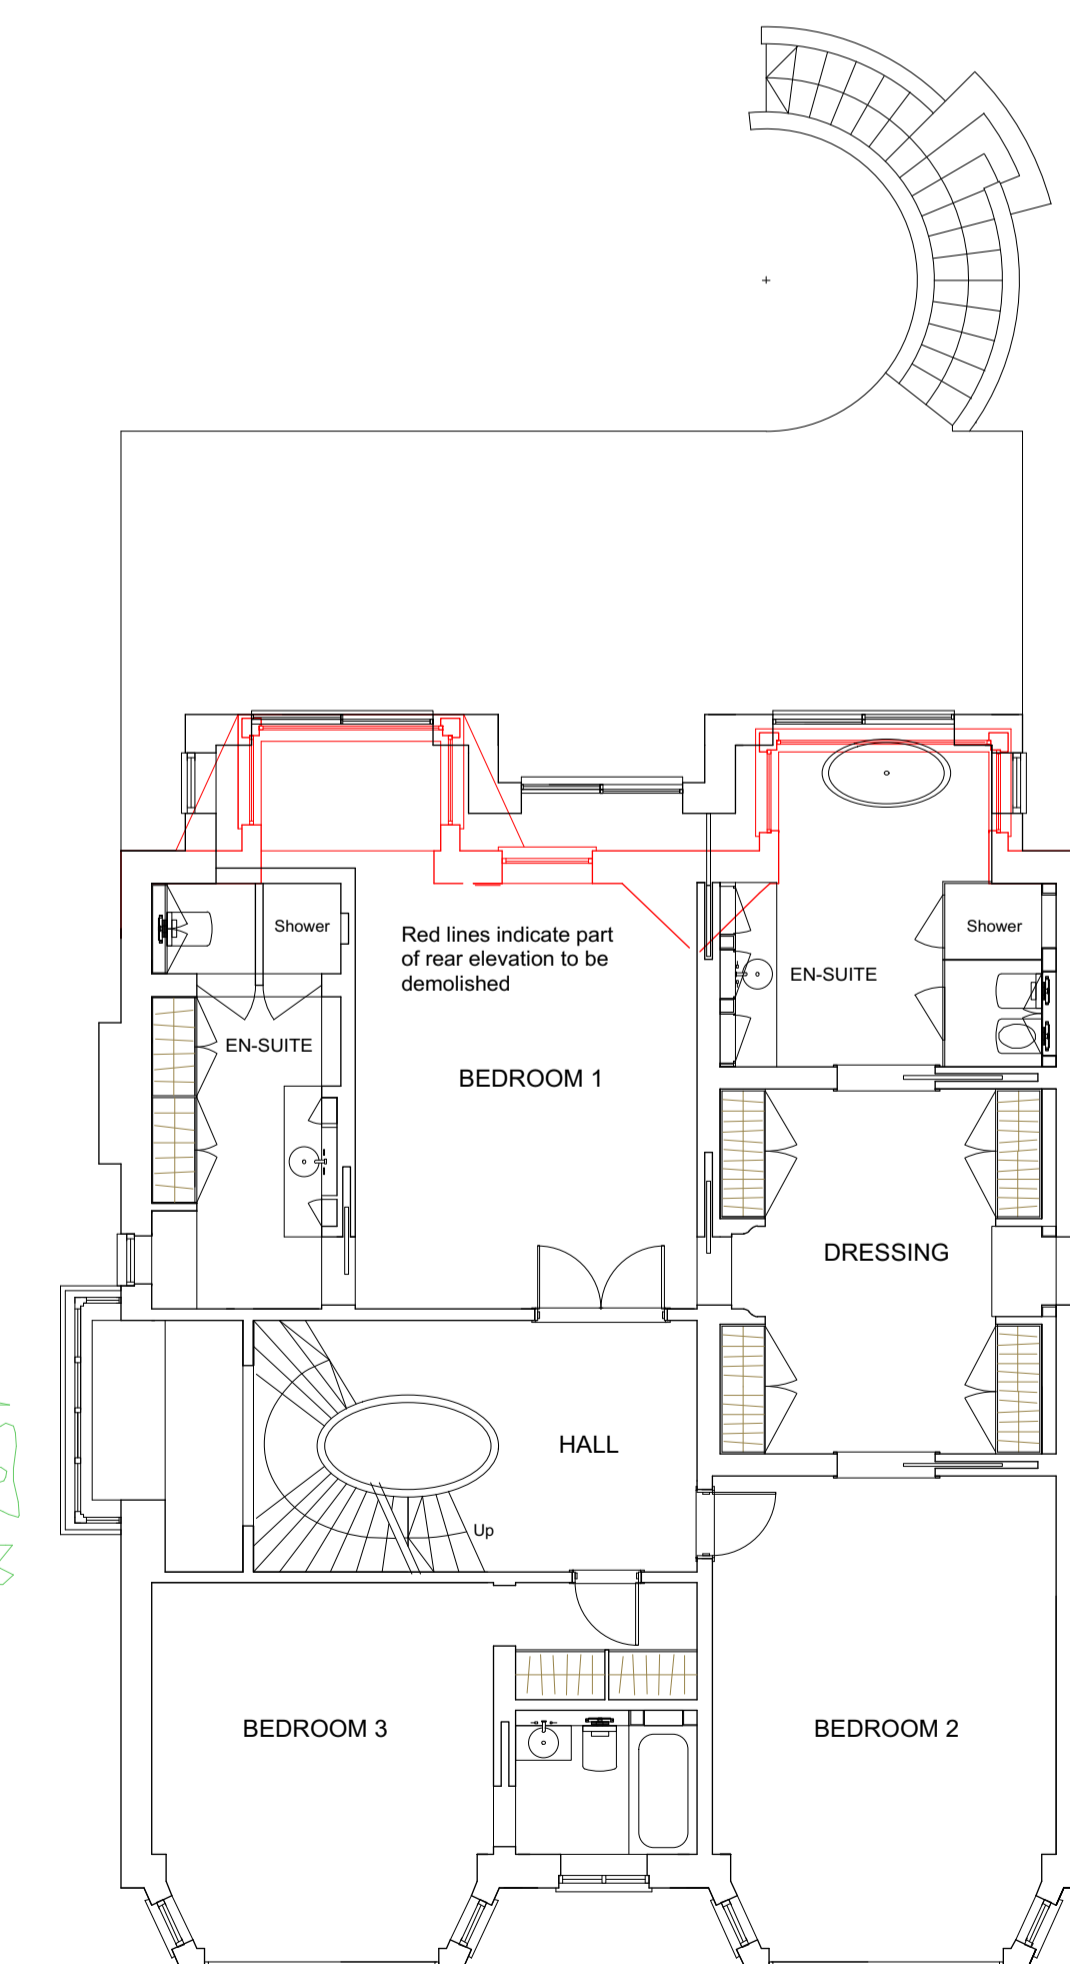 Shower
Red lines indicate part
of rear elevation to be
demolished
Shower
EN-SUITE
EN-SUITE
BEDROOM 1
DRESSING
HALL
Up
BEDROOM 3
BEDROOM 2